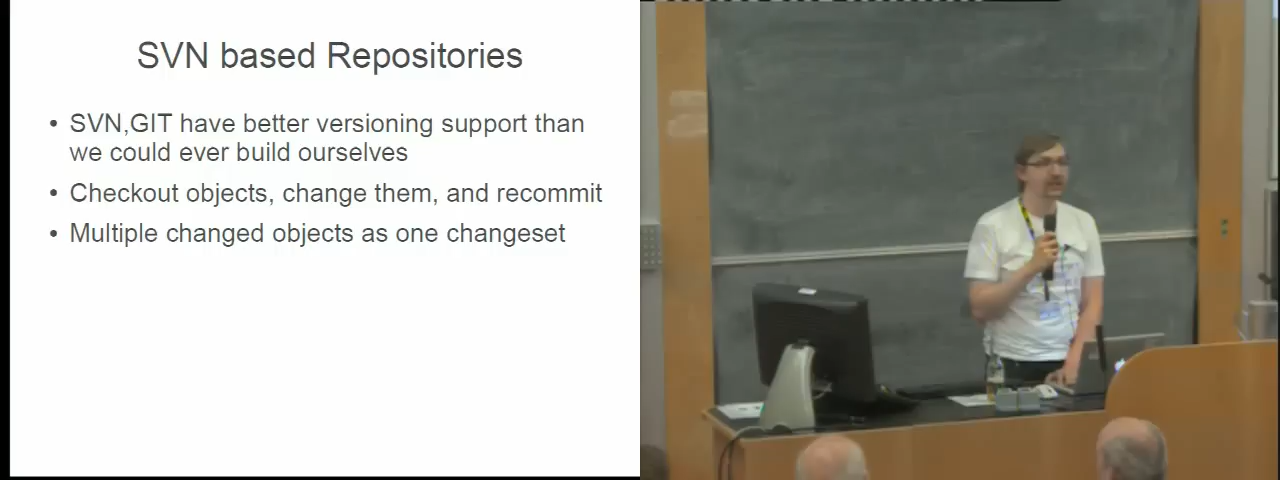 SVN based Repositories
• SVN,GIT have better versioning support than
we could ever build ourselves
• Checkout objects, change them, and recommit
• Multiple changed objects as one changeset